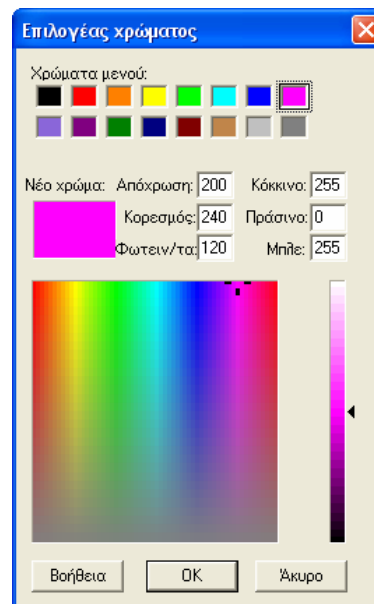 Επιλογέας χρώματος
Χρώματα μενού:
Νέο χρώμα: Απόχρωση: 200 Κόκκινο: 255
Κορεσμός: 240 Πράσινο: 0
Φωτειν/τα: 120 Μπλε: 255
Βοήθεια OK Άκυρο